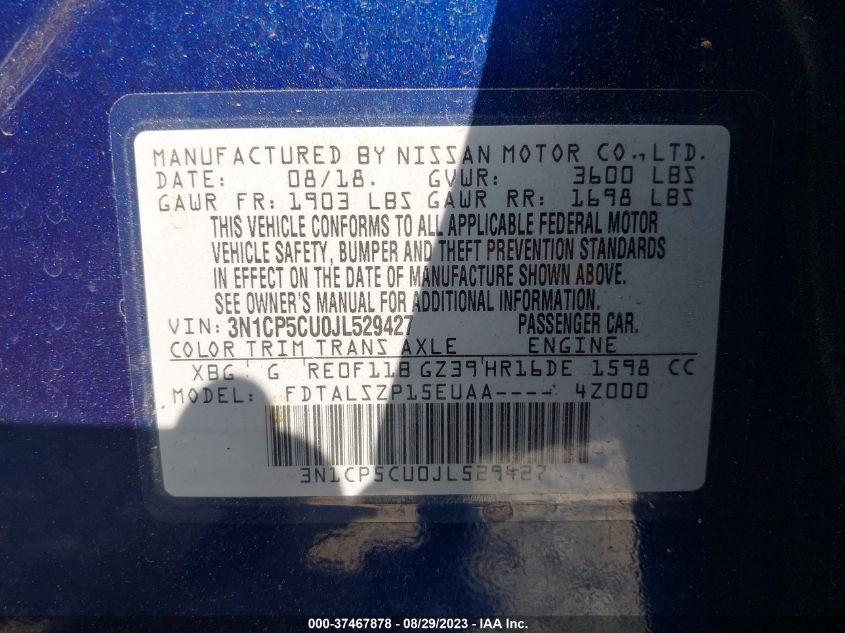 MANUFACTURED BY NISSAN MOTOR CO., LTD.
DATE: 08/18. GVWR: 3600 LBS
GAWR FR: 1903 LBS GAWR RR: 1698 LBS
THIS VEHICLE CONFORMS TO ALL APPLICABLE FEDERAL MOTOR
VEHICLE SAFETY, BUMPER AND THEFT PREVENTION STANDARDS
IN EFFECT ON THE DATE OF MANUFACTURE SHOWN ABOVE.
SEE OWNER'S MANUAL FOR ADDITIONAL INFORMATION.
VIN: 3N1CP5CU0JL529427 PASSENGER CAR.
COLOR TRIM TRANS AXLE ENGINE
XBG G RE0F11B GZ39 HR16DE 1598 CC
MODEL: FDTALSZP15EUAA---- 4Z000
3N1CP5CU0JL529427
000-37467878 - 08/29/2023 - IAA Inc.